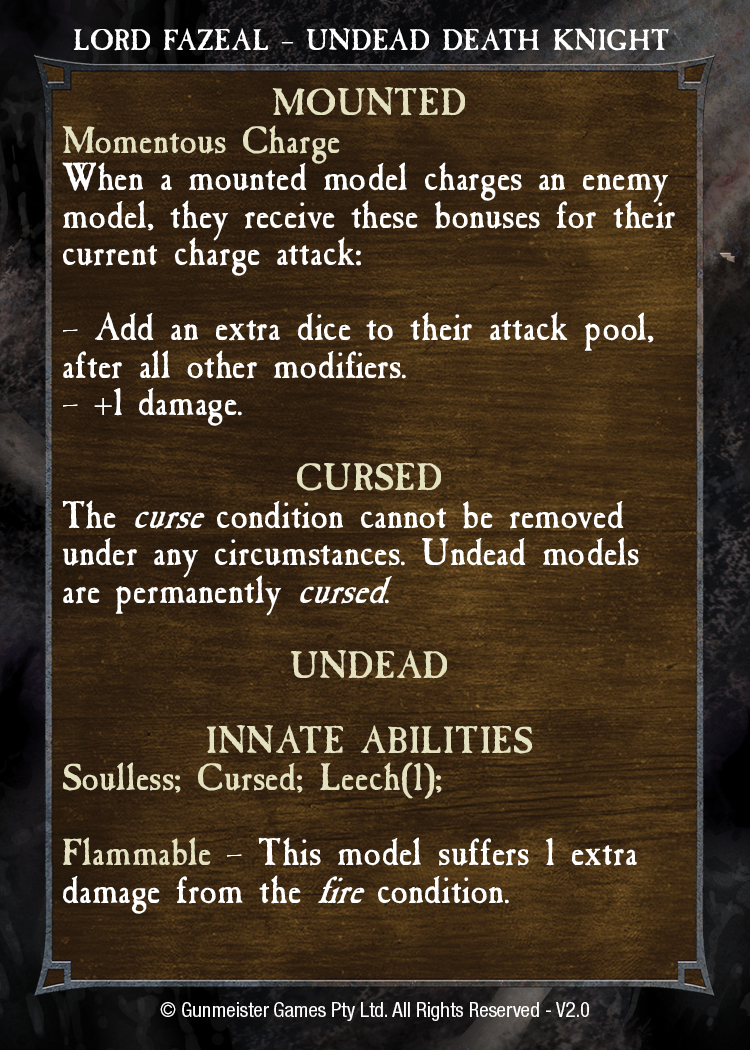 LORD FAZEAL – UNDEAD DEATH KNIGHT
MOUNTED
Momentous Charge
When a mounted model charges an enemy
model, they receive these bonuses for their
current charge attack:
– Add an extra dice to their attack pool,
after all other modifiers.
– +1 damage.
CURSED
The curse condition cannot be removed
under any circumstances. Undead models
are permanently cursed.
UNDEAD
INNATE ABILITIES
Soulless; Cursed; Leech(1);
Flammable – This model suffers 1 extra
damage from the fire condition.
© Gunmeister Games Pty Ltd. All Rights Reserved - V2.0